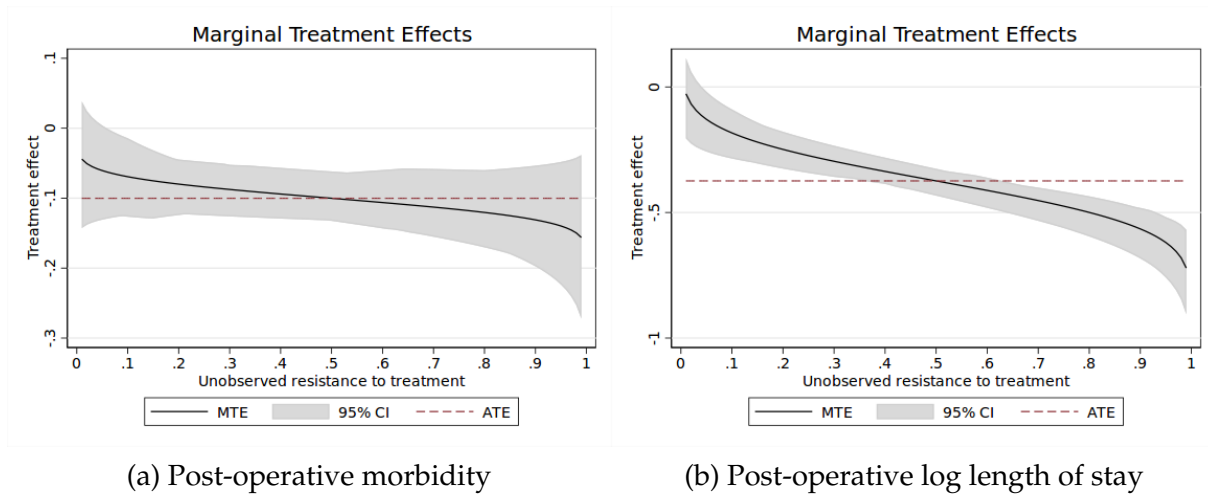 Marginal Treatment Effects
Treatment effect
.1
0
-.1
-.2
-.3
0 .1 .2 .3 .4 .5 .6 .7 .8 .9 1
Unobserved resistance to treatment
MTE 95% CI ATE
(a) Post-operative morbidity
Marginal Treatment Effects
Treatment effect
0
-.5
-1
0 .1 .2 .3 .4 .5 .6 .7 .8 .9 1
Unobserved resistance to treatment
MTE 95% CI ATE
(b) Post-operative log length of stay